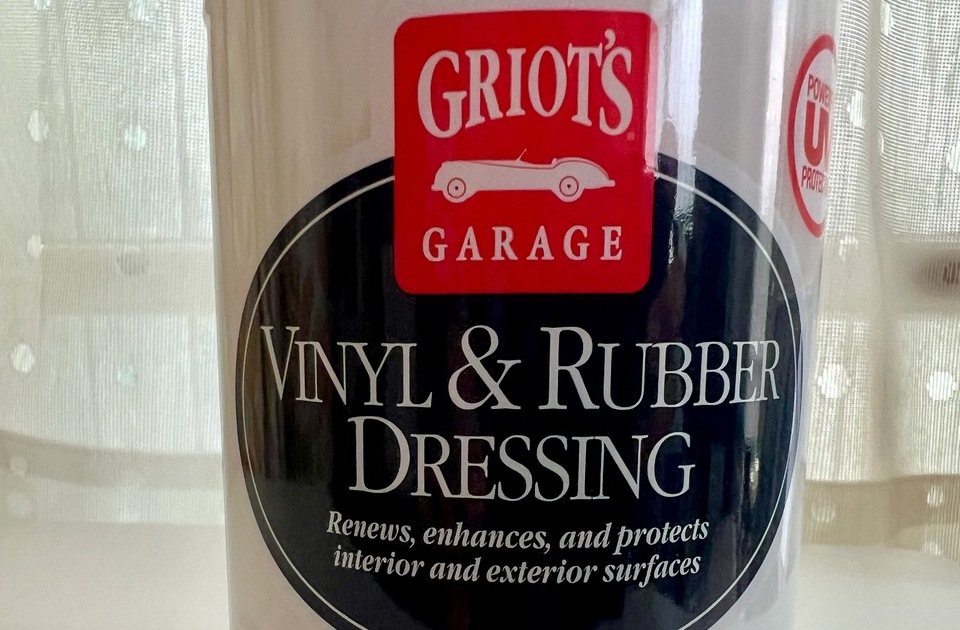 GRIOT'S
GARAGE
VINYL & RUBBER
DRESSING
Renews, enhances, and protects
interior and exterior surfaces